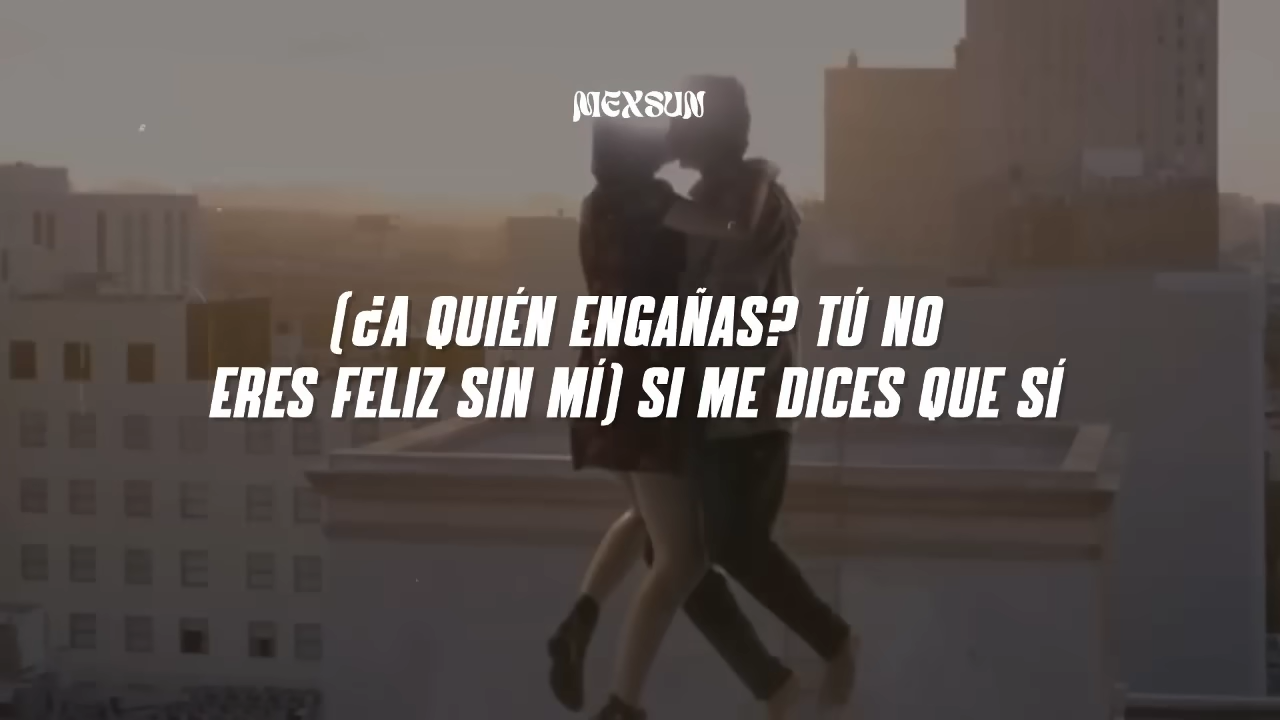 MEXSUN
(¿A QUIÉN ENGAÑAS? TÚ NO
ERES FELIZ SIN MÍ) SI ME DICES QUE SÍ